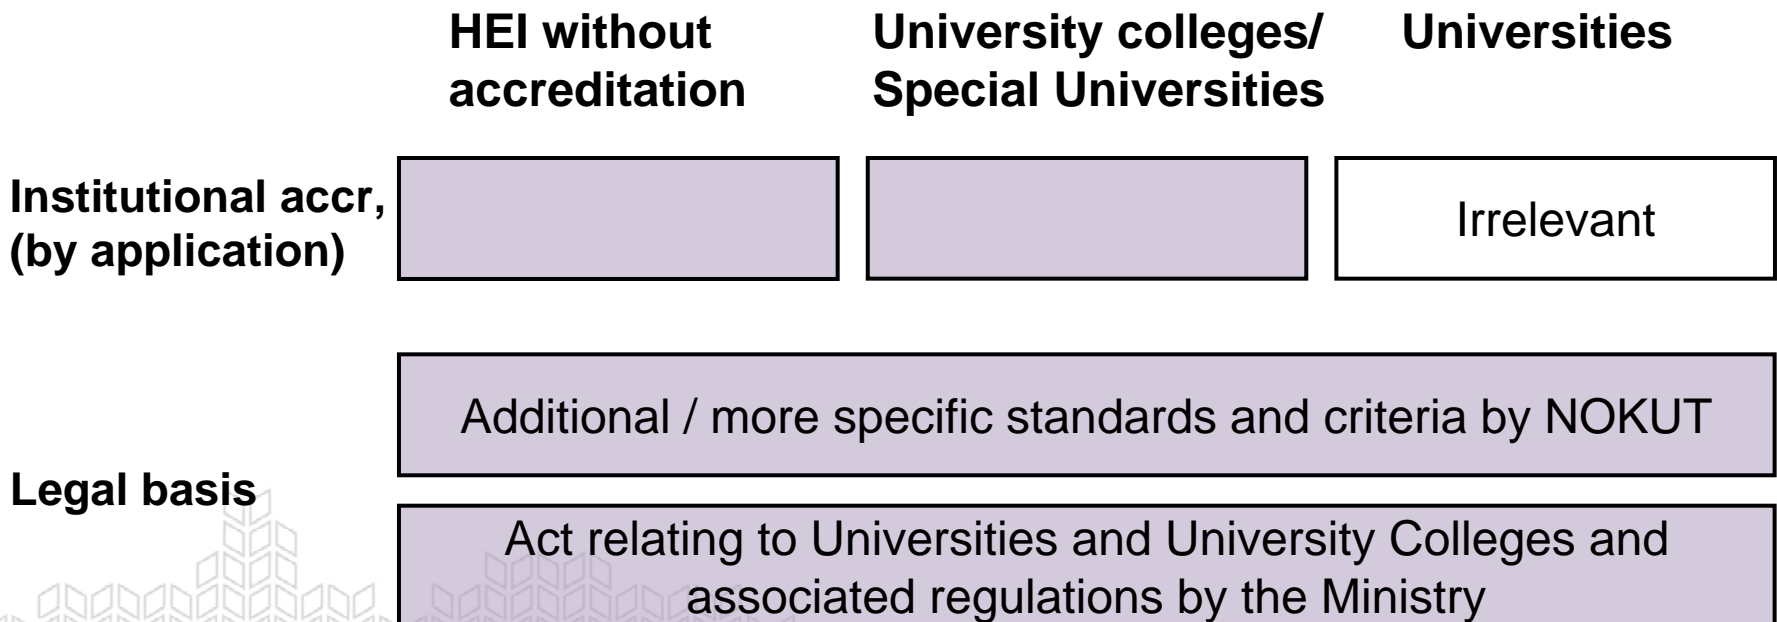 HEI without
accreditation
University colleges/
Special Universities
Universities
Institutional accr,
(by application)
Irrelevant
Additional / more specific standards and criteria by NOKUT
Legal basis
Act relating to Universities and University Colleges and
associated regulations by the Ministry